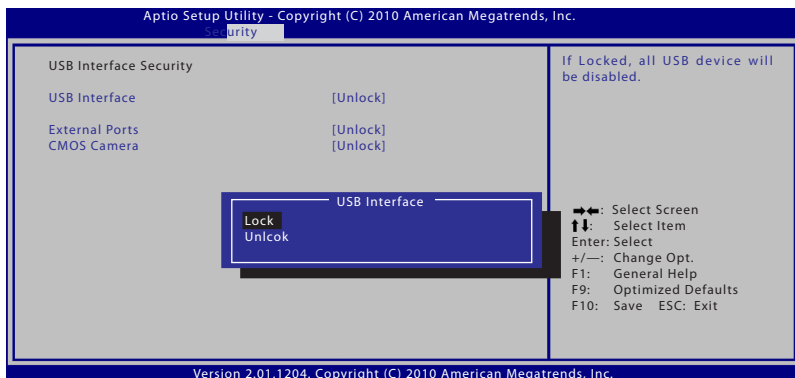 Aptio Setup Utility - Copyright (C) 2010 American Megatrends, Inc.
Security
USB Interface Security
USB Interface [Unlock]
External Ports [Unlock]
CMOS Camera [Unlock]
If Locked, all USB device will
be disabled.
USB Interface
Lock
Unlcok
→←: Select Screen
↑↓: Select Item
Enter: Select
+/—: Change Opt.
F1: General Help
F9: Optimized Defaults
F10: Save ESC: Exit
Version 2.01.1204. Copyright (C) 2010 American Megatrends, Inc.